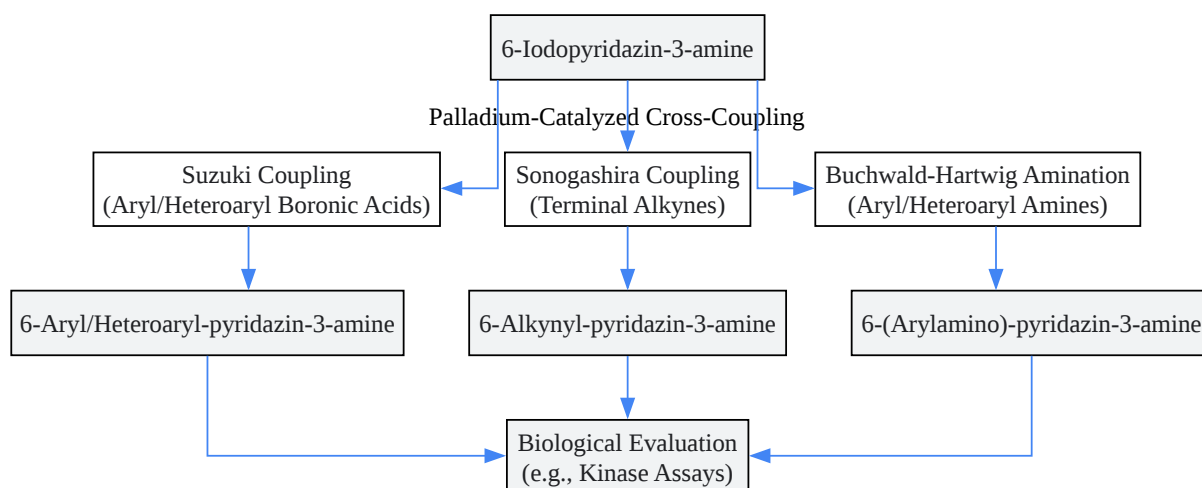 6-Iodopyridazin-3-amine
Palladium-Catalyzed Cross-Coupling
Suzuki Coupling
(Aryl/Heteroaryl Boronic Acids)
Sonogashira Coupling
(Terminal Alkynes)
Buchwald-Hartwig Amination
(Aryl/Heteroaryl Amines)
6-Aryl/Heteroaryl-pyridazin-3-amine
6-Alkynyl-pyridazin-3-amine
6-(Arylamino)-pyridazin-3-amine
Biological Evaluation
(e.g., Kinase Assays)